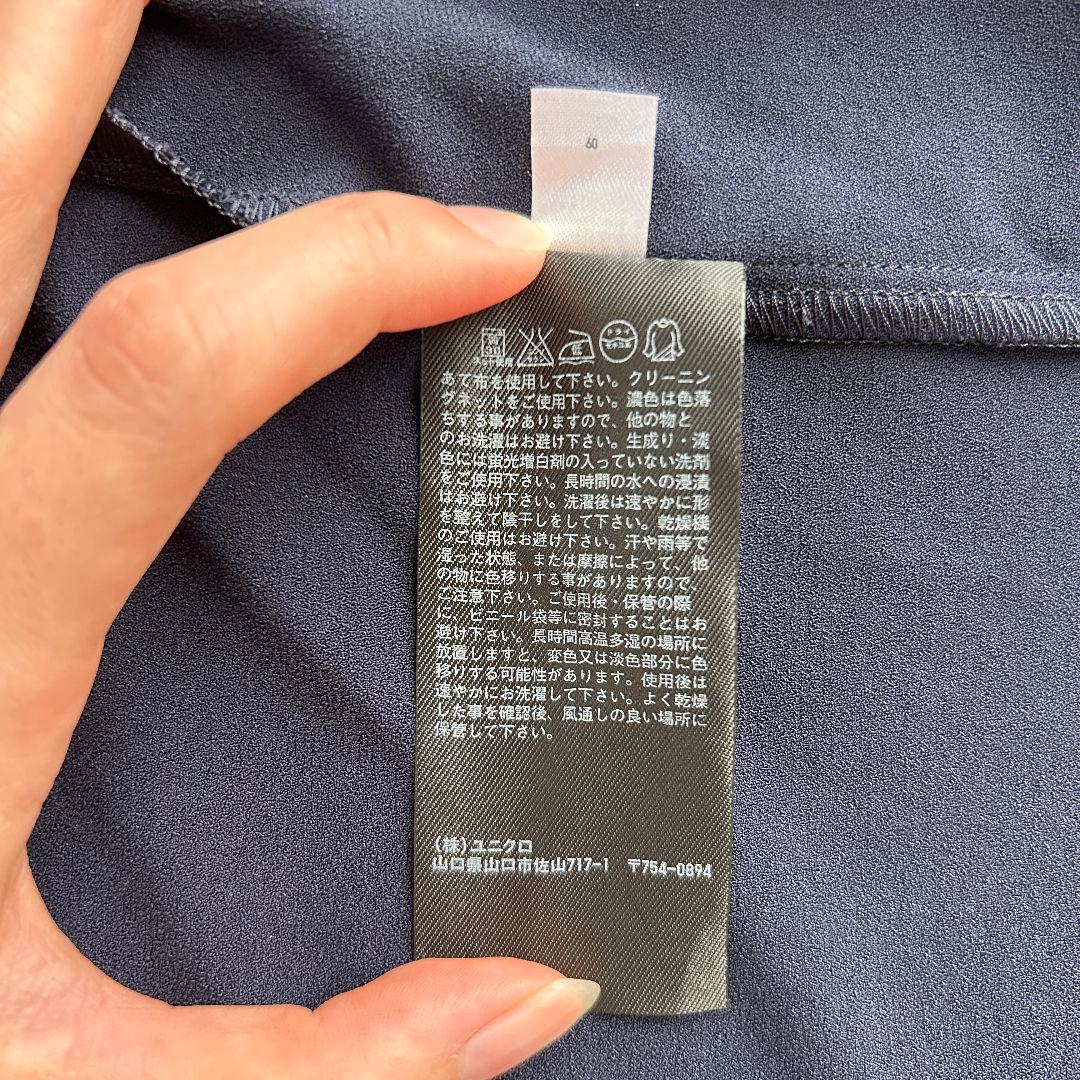 60
ネット使用
あて布を使用して下さい。クリーニン
グネットをご使用下さい。濃色は色落
ちする事がありますので、他の物と
のお洗濯はお避け下さい。生成り・淡
色には蛍光増白剤の入っていない洗剤
をご使用下さい。長時間の水への浸漬
はお避け下さい。洗濯後は速やかに形
を整えて陰干しをして下さい。乾燥機
のご使用はお避け下さい。汗や雨等で
湿った状態、または摩擦によって、他
の物に色移りする事がありますので、
ご注意下さい。ご使用後・保管の際
に、ビニール袋等に密封することはお
避け下さい。長時間高温多湿の場所に
放置しますと、変色又は淡色部分に色
移りする可能性があります。使用後は
速やかにお洗濯して下さい。よく乾燥
した事を確認後、風通しの良い場所に
保管して下さい。
(株)ユニクロ
山口県山口市佐山717-1 〒754-0894